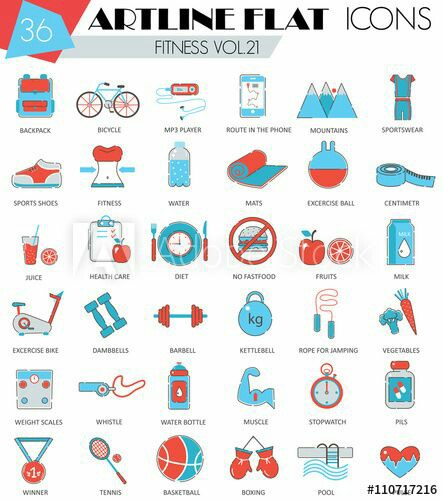 36
ARTLINE FLAT ICONS
FITNESS VOL.21
BACKPACK BICYCLE MP3 PLAYER ROUTE IN THE PHONE MOUNTAINS SPORTSWEAR
SPORTS SHOES FITNESS WATER MATS EXCERCISE BALL CENTIMETR
JUICE HEALTH CARE DIET NO FASTFOOD FRUITS MILK
MILK
EXCERCISE BIKE DAMBBELLS BARBELL kg KETTLEBELL ROPE FOR JAMPING VEGETABLES
WEIGHT SCALES WHISTLE WATER BOTTLE MUSCLE STOPWATCH PILS
1
WINNER TENNIS BASKETBALL BOXING POOL
#110717216